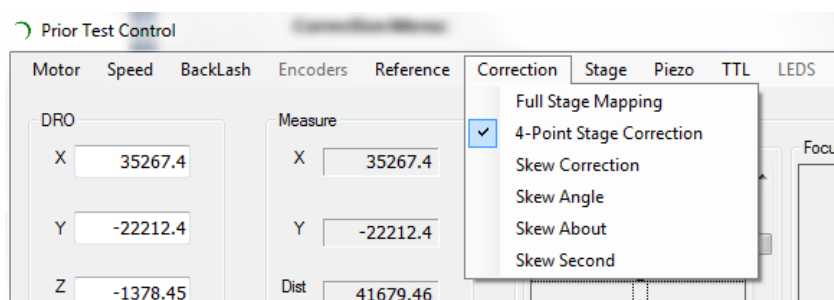 Prior Test Control
Motor Speed BackLash Encoders Reference Correction Stage Piezo TTL LEDS
Full Stage Mapping
4-Point Stage Correction
Skew Correction
Skew Angle
Skew About
Skew Second
DRO
X 35267.4
Y -22212.4
Z -1378.45
Measure
X 35267.4
Y -22212.4
Dist 41679.46